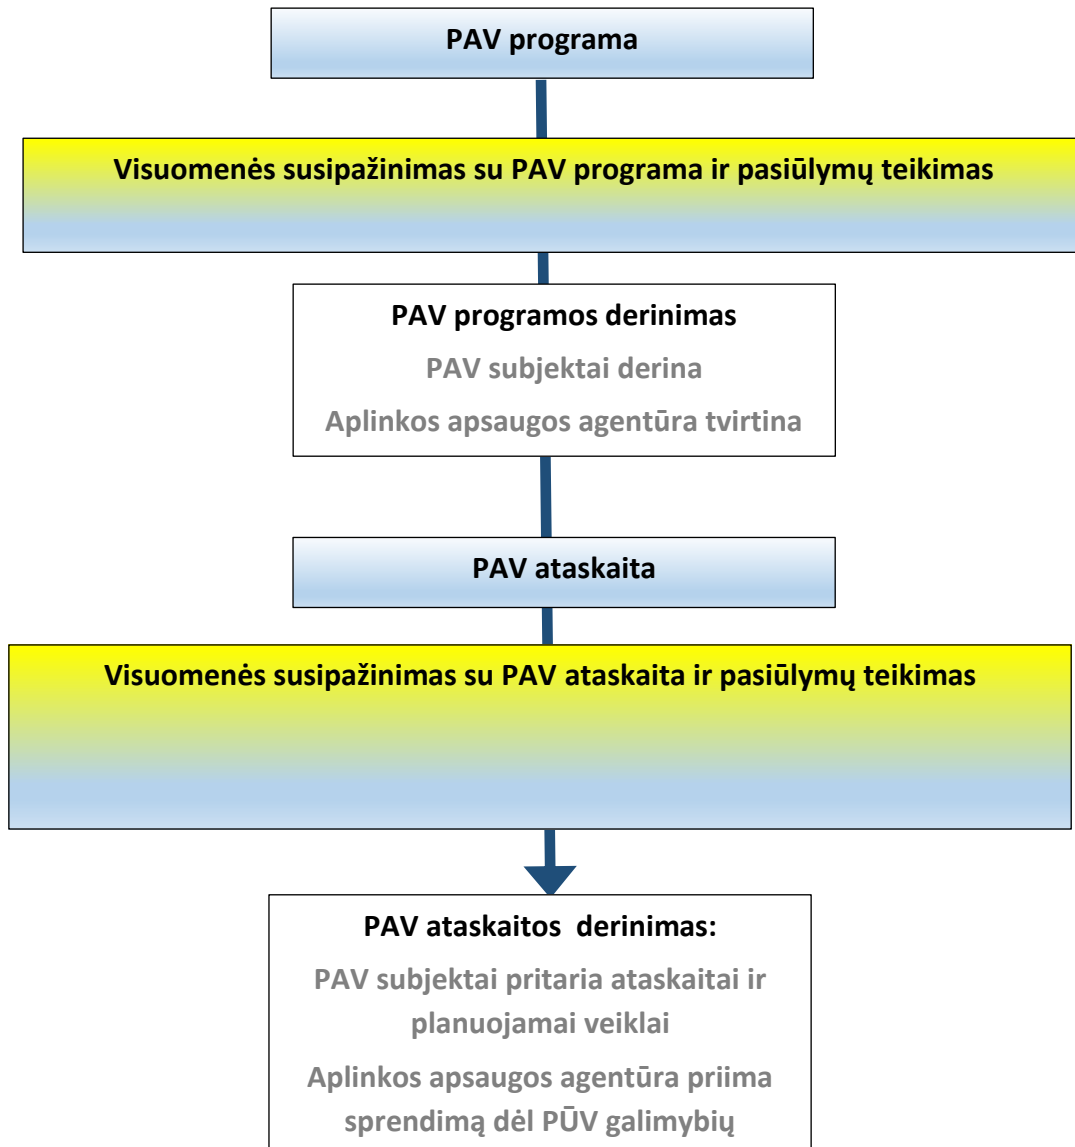 PAV programa
Visuomenės susipažinimas su PAV programa ir pasiūlymų teikimas
PAV programos derinimas
PAV subjektai derina
Aplinkos apsaugos agentūra tvirtina
PAV ataskaita
Visuomenės susipažinimas su PAV ataskaita ir pasiūlymų teikimas
PAV ataskaitos derinimas:
PAV subjektai pritaria ataskaitai ir
planuojamai veiklai
Aplinkos apsaugos agentūra priima
sprendimą dėl PŪV galimybių